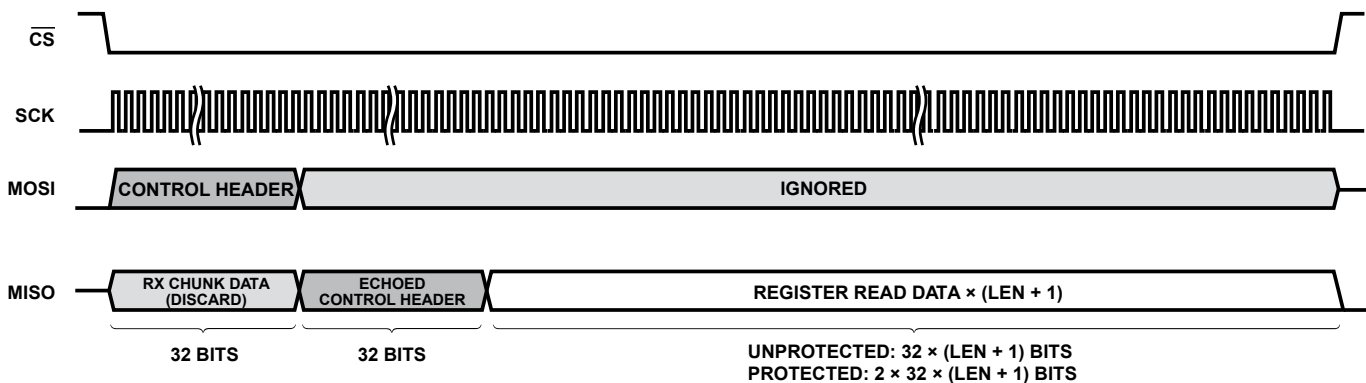 CS
SCK
MOSI
CONTROL HEADER
IGNORED
MISO
RX CHUNK DATA
(DISCARD)
ECHOED
CONTROL HEADER
REGISTER READ DATA × (LEN + 1)
32 BITS
32 BITS
UNPROTECTED: 32 × (LEN + 1) BITS
PROTECTED: 2 × 32 × (LEN + 1) BITS